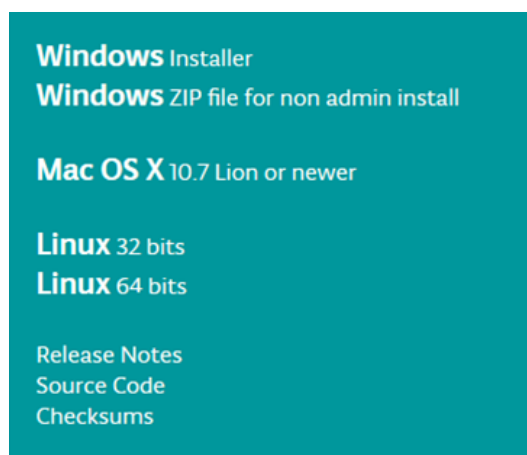 Windows Installer
Windows ZIP file for non admin install
Mac OS X 10.7 Lion or newer
Linux 32 bits
Linux 64 bits
Release Notes
Source Code
Checksums